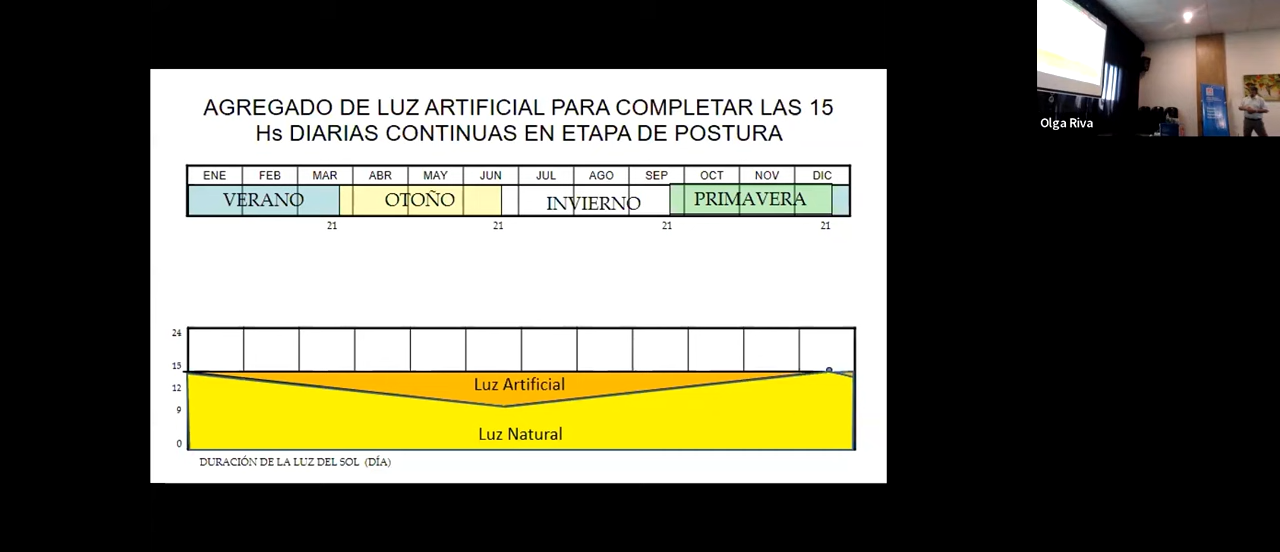 AGREGADO DE LUZ ARTIFICIAL PARA COMPLETAR LAS 15
Hs DIARIAS CONTINUAS EN ETAPA DE POSTURA
ENE FEB MAR ABR MAY JUN JUL AGO SEP OCT NOV DIC
VERANO OTOÑO INVIERNO PRIMAVERA
21 21 21 21
24
15
12
9
0
Luz Artificial
Luz Natural
DURACIÓN DE LA LUZ DEL SOL (DÍA)
Olga Riva